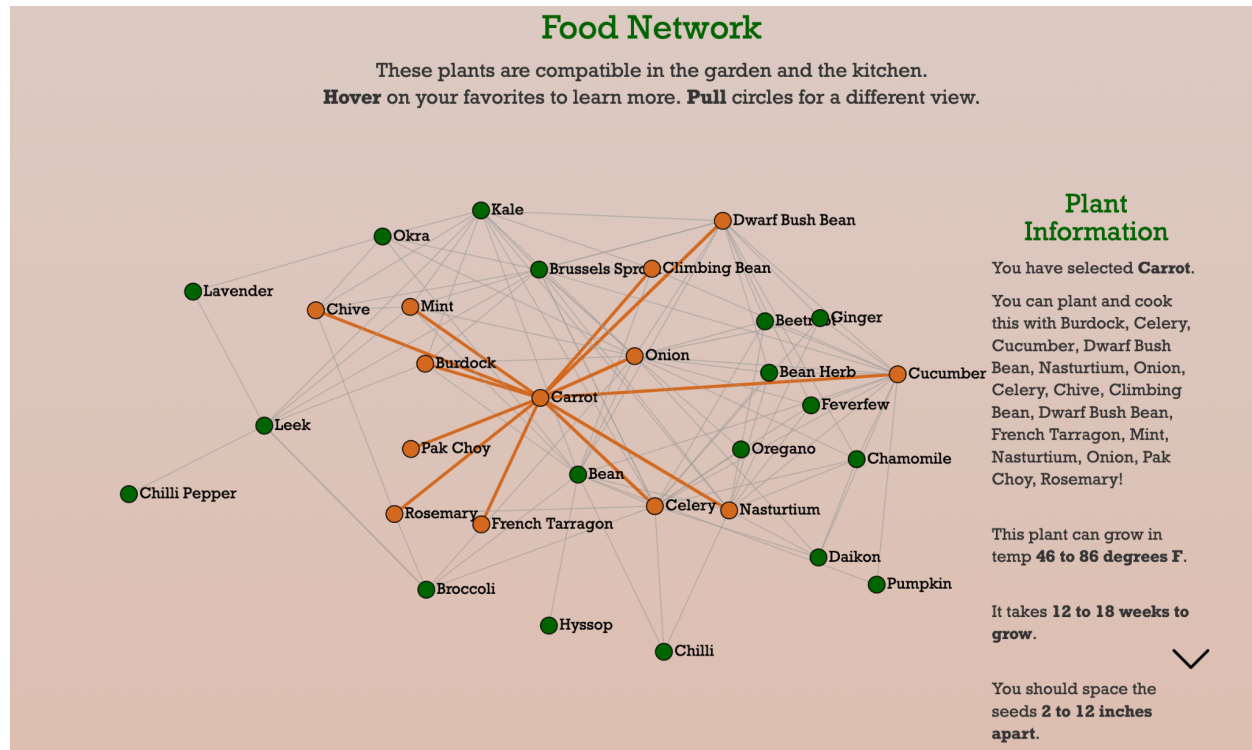 Food Network
These plants are compatible in the garden and the kitchen.
Hover on your favorites to learn more. Pull circles for a different view.
Kale
Dwarf Bush Bean
Okra
Brussels
Climbing Bean
Lavender
Chive
Mint
Ginger
Onion
Burdock
Bean Herb
Cucumber
Carrot
Feverfew
Leek
Pak Choy
Oregano
Chamomile
Bean
Chilli Pepper
Rosemary
French Tarragon
Celery
Nasturtium
Daikon
Pumpkin
Broccoli
Hyssop
Chilli
Plant
Information
You have selected Carrot.
You can plant and cook
this with Burdock, Celery,
Cucumber, Dwarf Bush
Bean, Nasturtium, Onion,
Celery, Chive, Climbing
Bean, Dwarf Bush Bean,
French Tarragon, Mint,
Nasturtium, Onion, Pak
Choy, Rosemary!
This plant can grow in
temp 46 to 86 degrees F.
It takes 12 to 18 weeks to
grow.
You should space the
seeds 2 to 12 inches
apart.